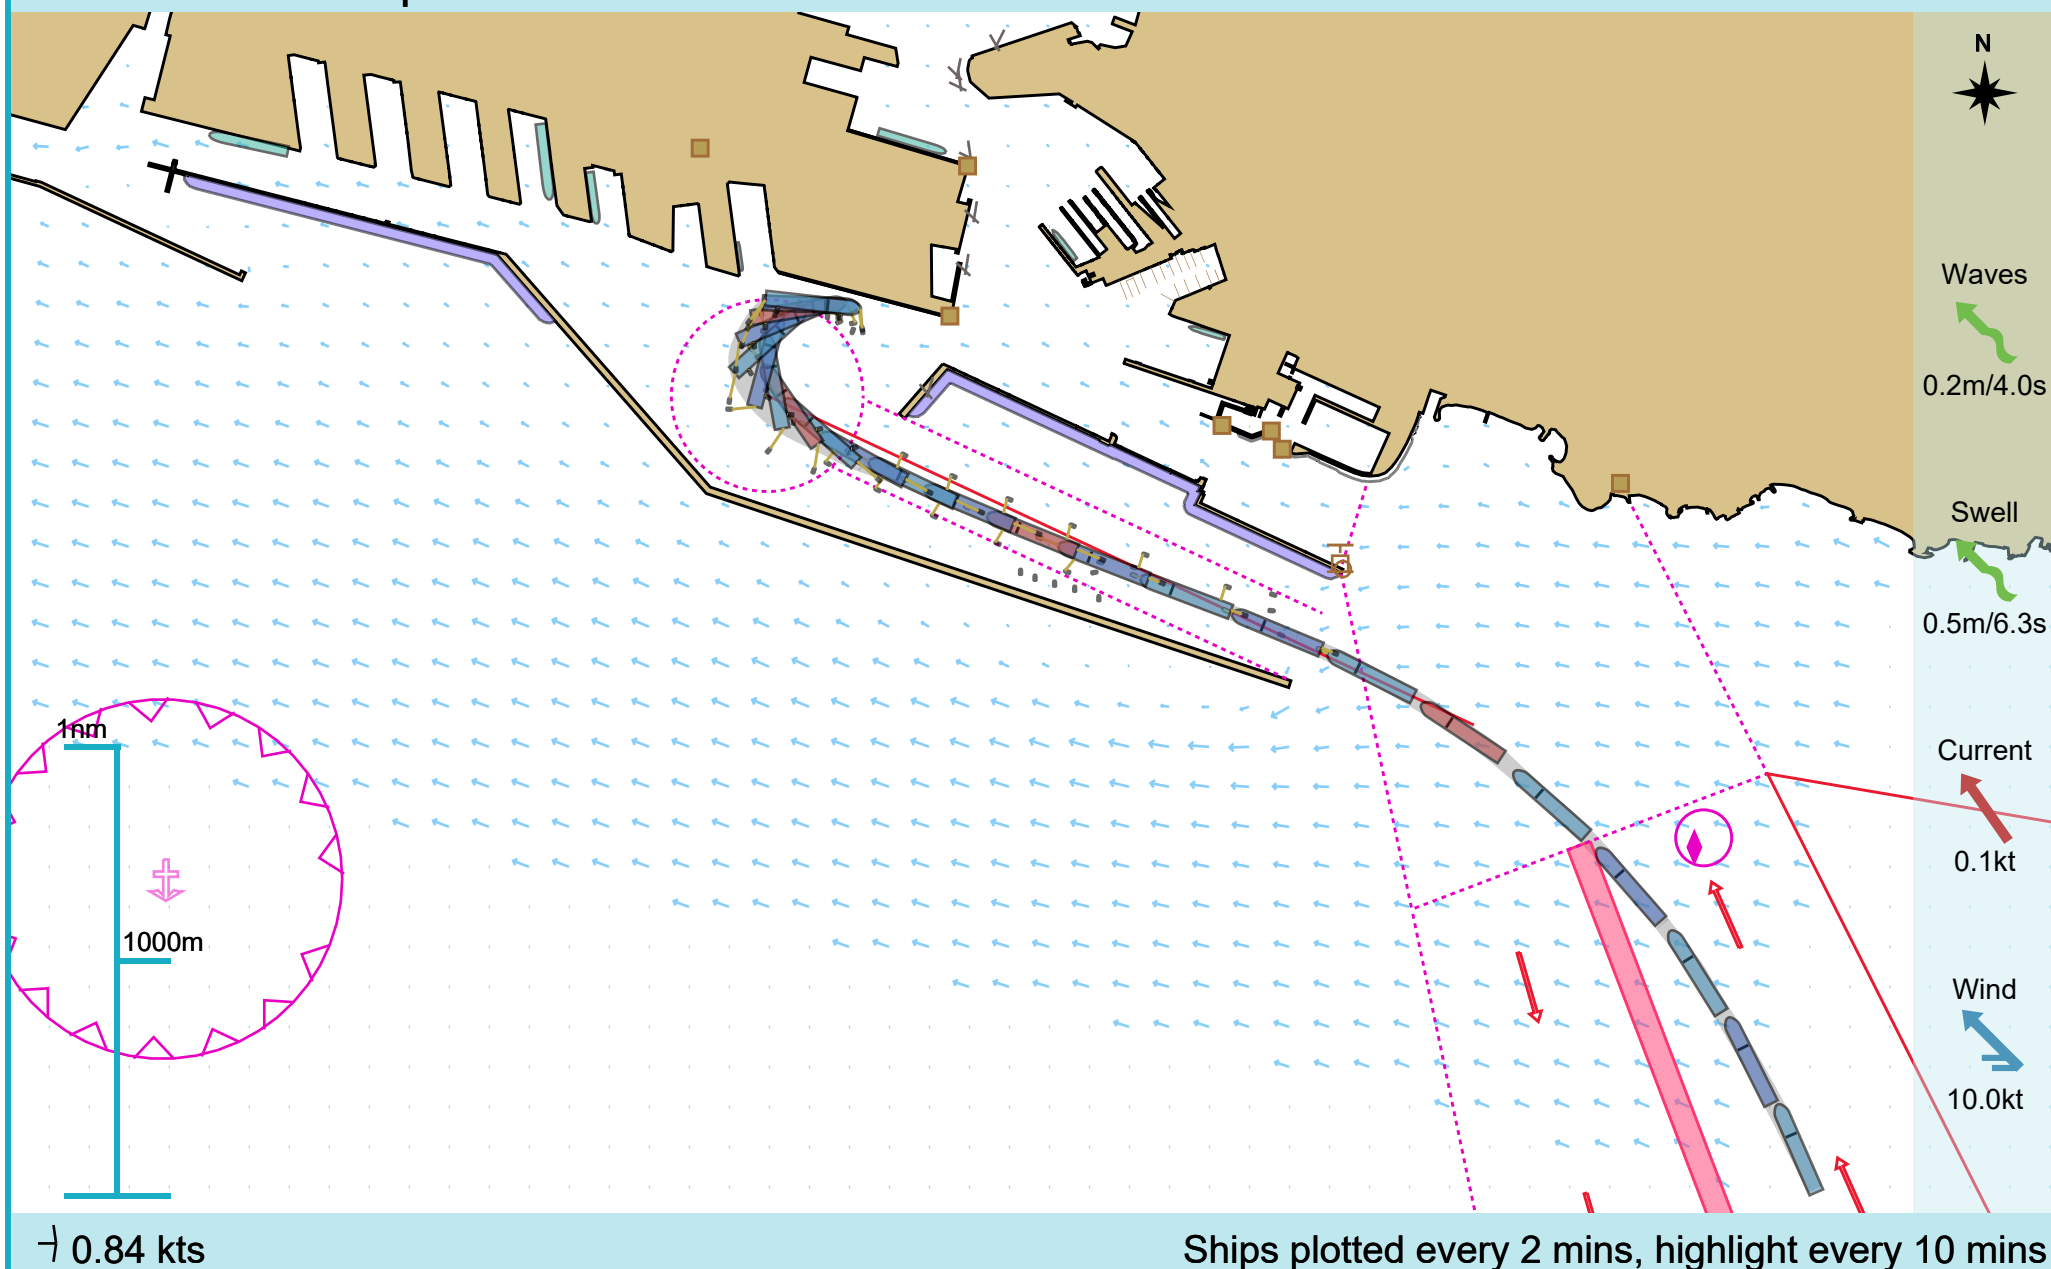 N
Waves
0.2m/4.0s
Swell
0.5m/6.3s
Current
0.1kt
Wind
10.0kt
1nm
1000m
0.84 kts
Ships plotted every 2 mins, highlight every 10 mins